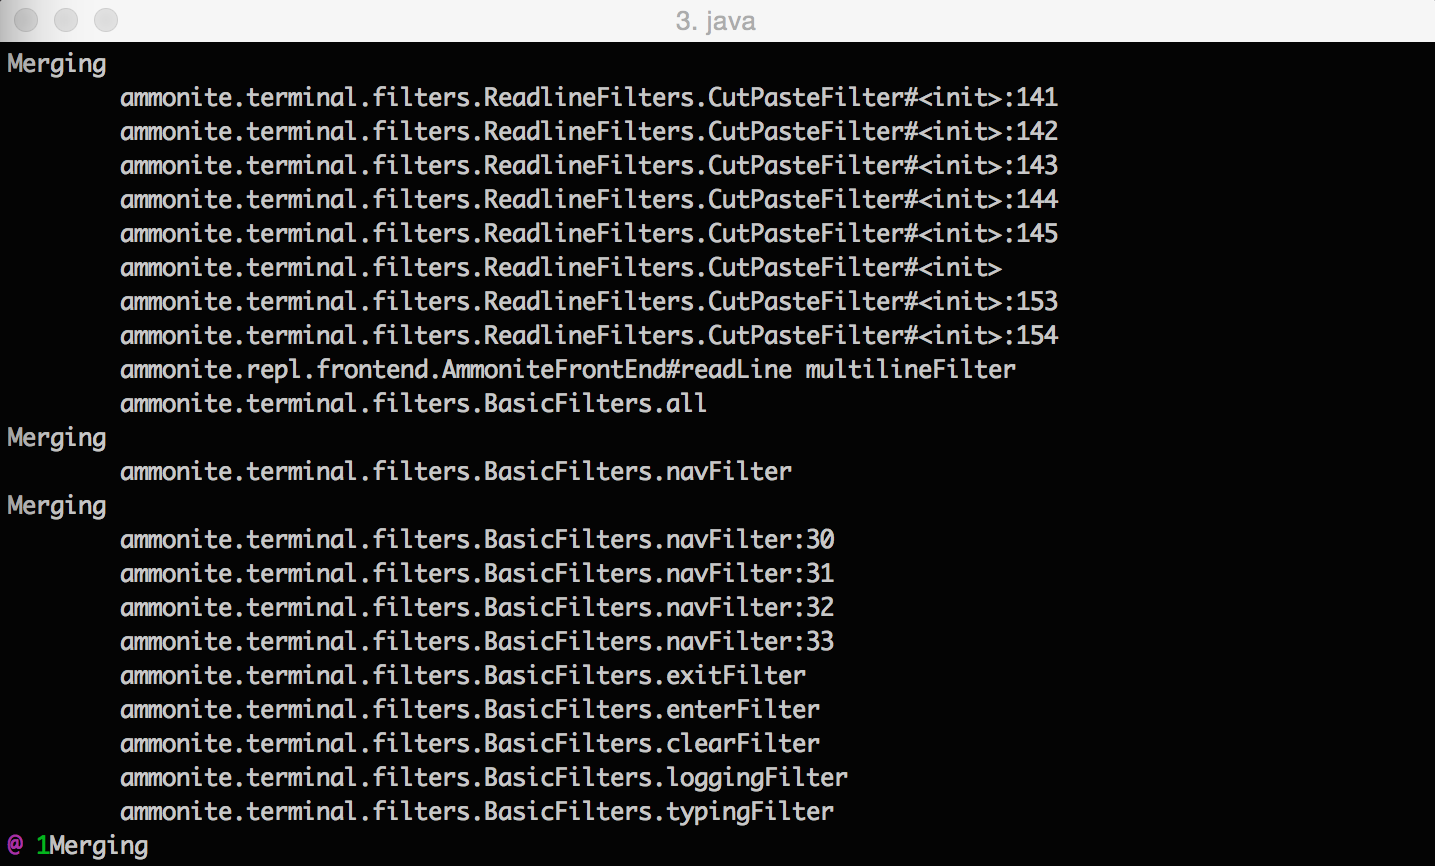 3. java
Merging
ammonite.terminal.filters.ReadlineFilters.CutPasteFilter#<init>:141
ammonite.terminal.filters.ReadlineFilters.CutPasteFilter#<init>:142
ammonite.terminal.filters.ReadlineFilters.CutPasteFilter#<init>:143
ammonite.terminal.filters.ReadlineFilters.CutPasteFilter#<init>:144
ammonite.terminal.filters.ReadlineFilters.CutPasteFilter#<init>:145
ammonite.terminal.filters.ReadlineFilters.CutPasteFilter#<init>
ammonite.terminal.filters.ReadlineFilters.CutPasteFilter#<init>:153
ammonite.terminal.filters.ReadlineFilters.CutPasteFilter#<init>:154
ammonite.repl.frontend.AmmoniteFrontEnd#readLine multilineFilter
ammonite.terminal.filters.BasicFilters.all
Merging
ammonite.terminal.filters.BasicFilters.navFilter
Merging
ammonite.terminal.filters.BasicFilters.navFilter:30
ammonite.terminal.filters.BasicFilters.navFilter:31
ammonite.terminal.filters.BasicFilters.navFilter:32
ammonite.terminal.filters.BasicFilters.navFilter:33
ammonite.terminal.filters.BasicFilters.exitFilter
ammonite.terminal.filters.BasicFilters.enterFilter
ammonite.terminal.filters.BasicFilters.clearFilter
ammonite.terminal.filters.BasicFilters.loggingFilter
ammonite.terminal.filters.BasicFilters.typingFilter
@ 1Merging